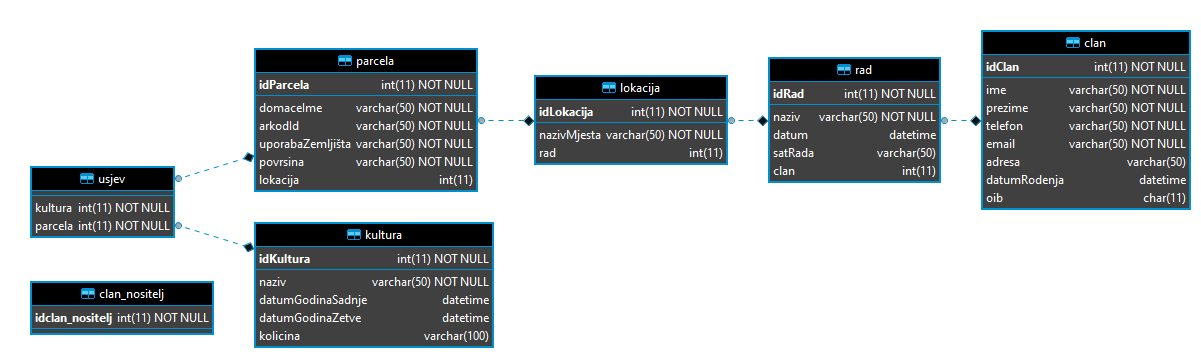 parcela
idParcela int(11) NOT NULL
domaceIme varchar(50) NOT NULL
arkodId varchar(50) NOT NULL
uporabaZemljišta varchar(50) NOT NULL
povrsina varchar(50) NOT NULL
lokacija int(11)
lokacija
idLokacija int(11) NOT NULL
nazivMjesta varchar(50) NOT NULL
rad int(11)
rad
idRad int(11) NOT NULL
naziv varchar(50) NOT NULL
datum datetime
satRada varchar(50)
clan int(11)
clan
idClan int(11) NOT NULL
ime varchar(50) NOT NULL
prezime varchar(50) NOT NULL
telefon varchar(50) NOT NULL
email varchar(50) NOT NULL
adresa varchar(50)
datumRodenja datetime
oib char(11)
usjev
kultura int(11) NOT NULL
parcela int(11) NOT NULL
kultura
idKultura int(11) NOT NULL
naziv varchar(50) NOT NULL
datumGodinaSadnje datetime
datumGodinaZetve datetime
kolicina varchar(100)
clan_nositelj
idclan_nositelj int(11) NOT NULL